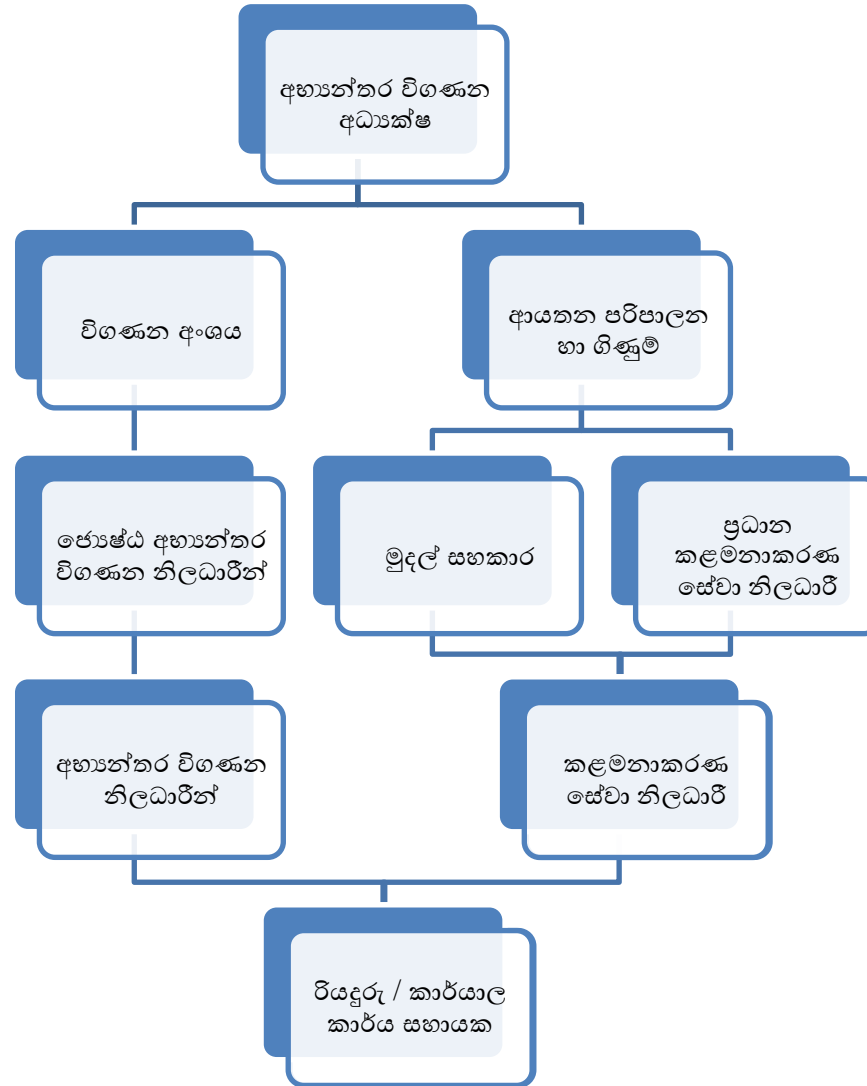 අභ්‍යන්තර විගණන
අධ්‍යක්ෂ
විගණන අංශය
ආයතන පරිපාලන
හා ගිණුම්
ජ්‍යෙෂ්ඨ අභ්‍යන්තර
විගණන නිලධාරීන්
මුදල් සහකාර
ප්‍රධාන
කළමනාකරණ
සේවා නිලධාරී
අභ්‍යන්තර විගණන
නිලධාරීන්
කළමනාකරණ
සේවා නිලධාරී
රියදුරු / කාර්යාල
කාර්ය සහායක